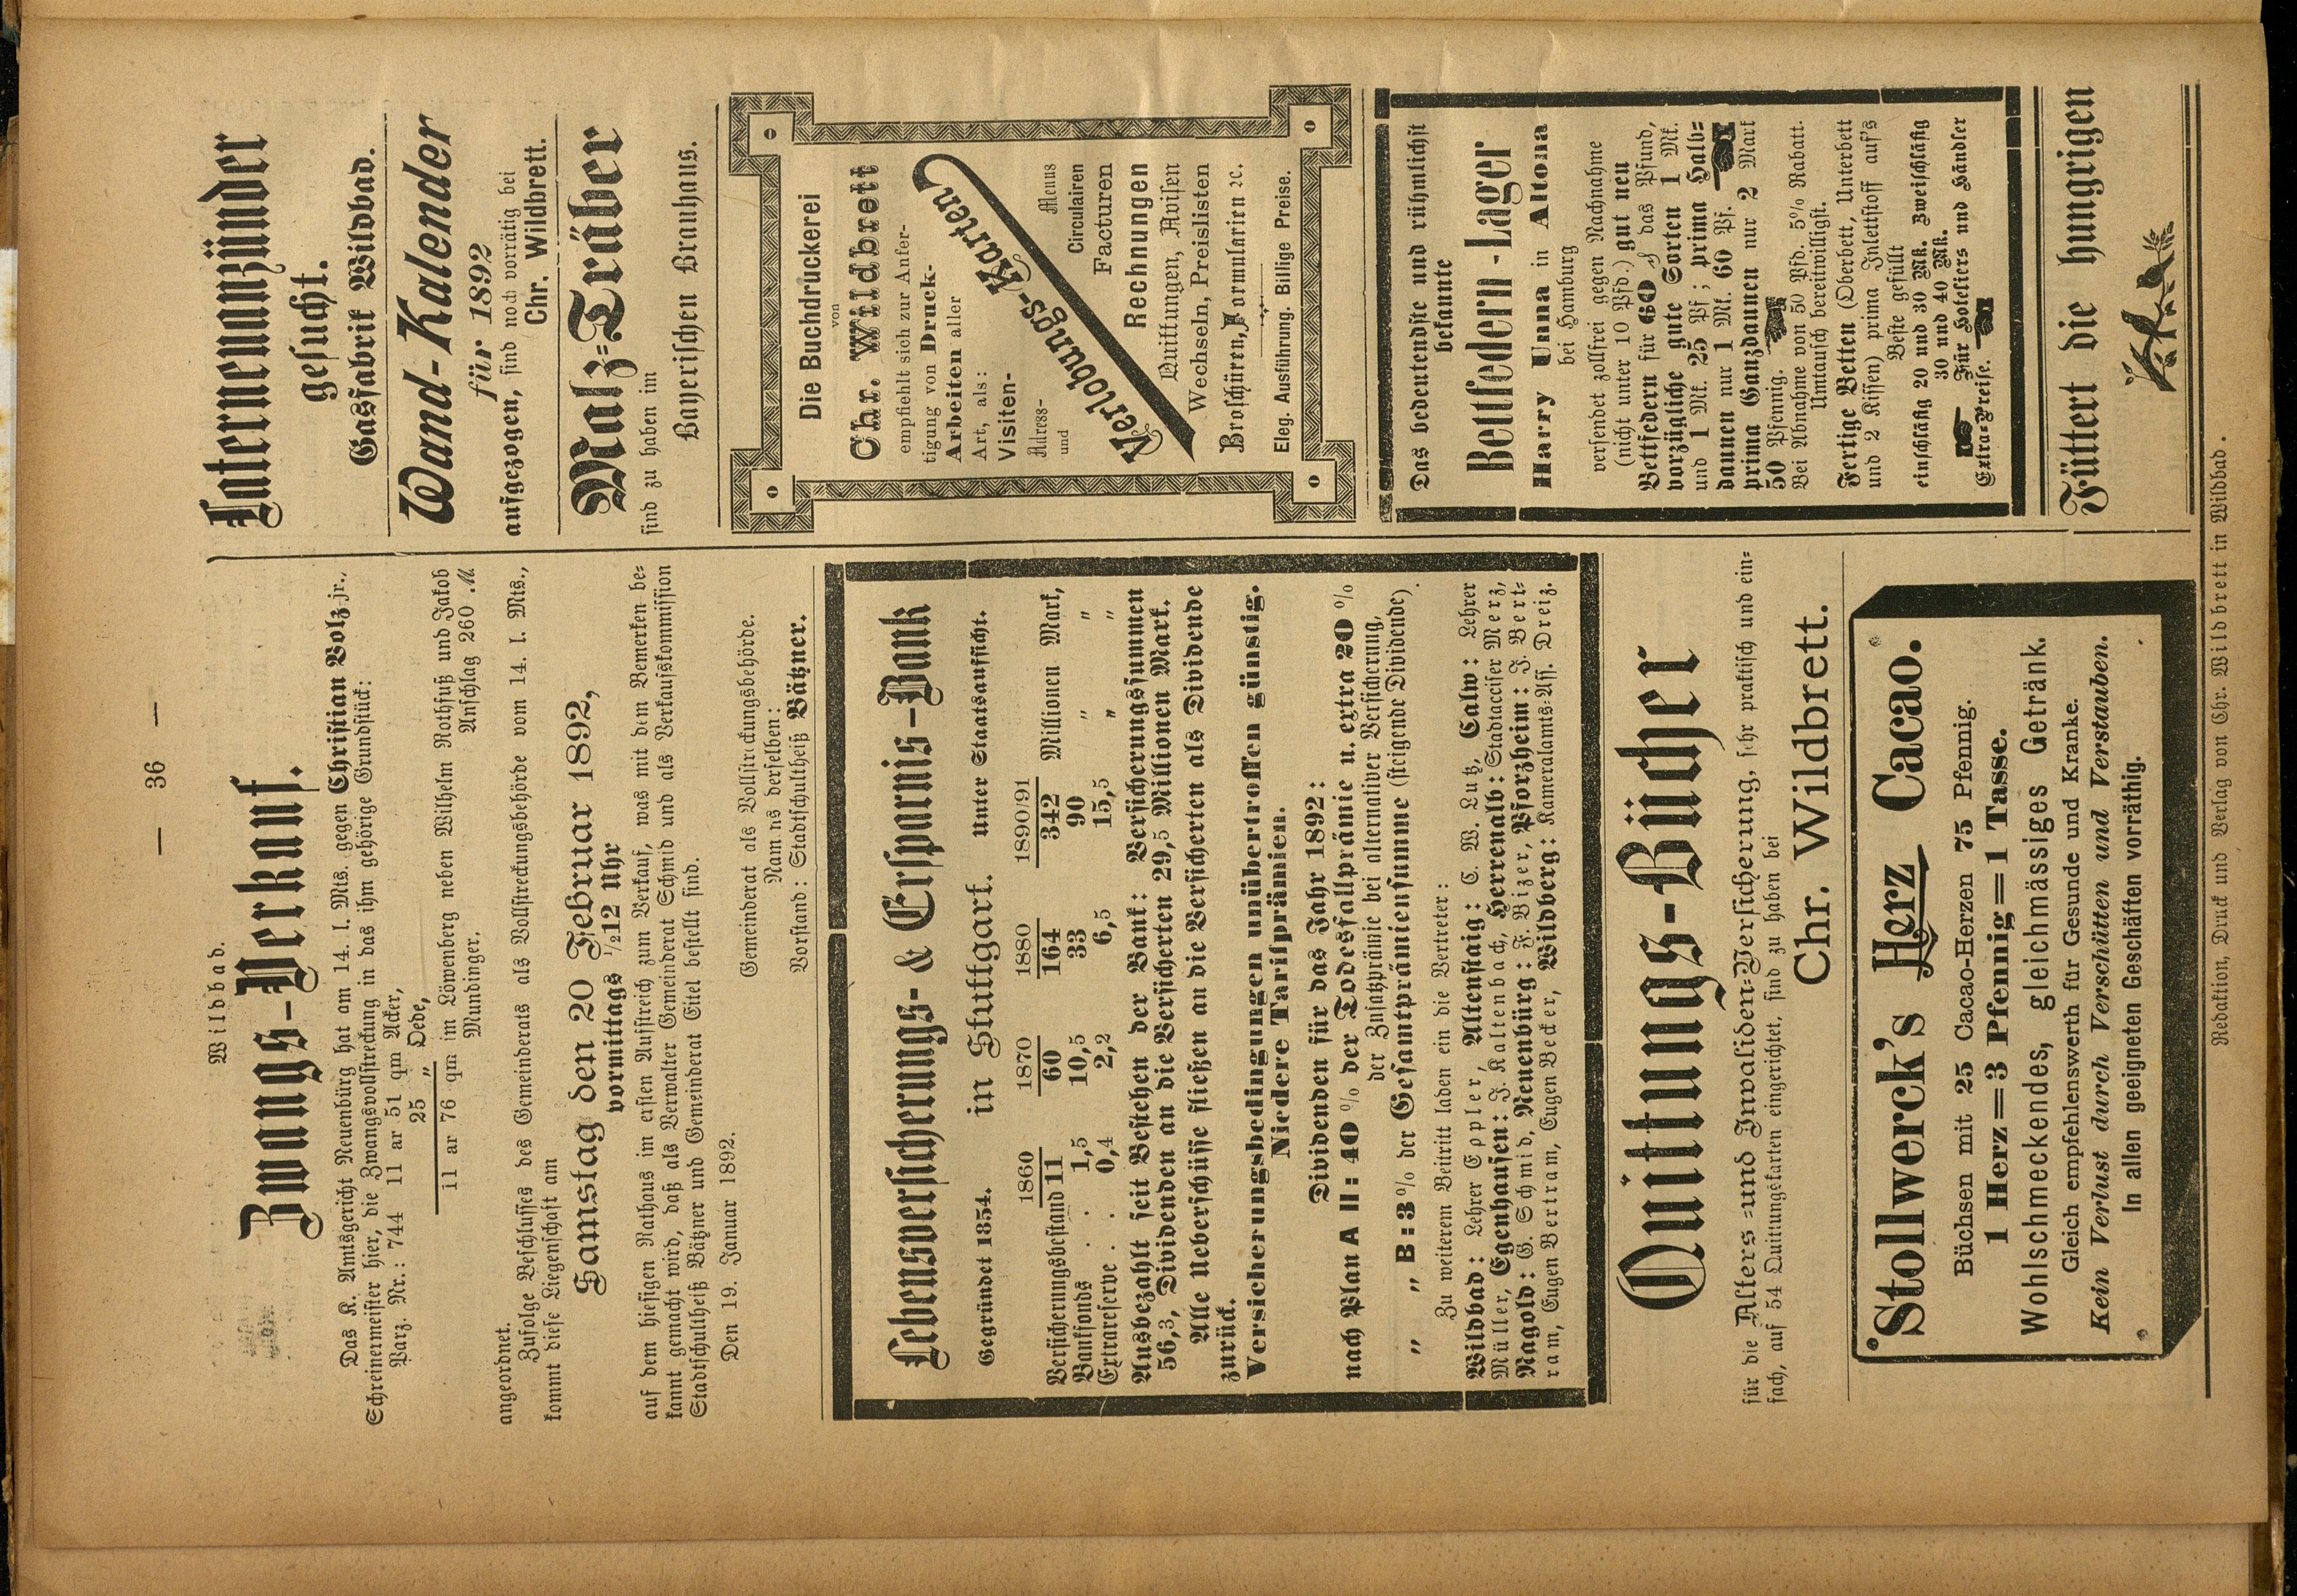 — 36 —
Wildbad.
Zwangs-Verkauf.
Das K. Amtsgericht Neuenbürg hat am 14. l. Mts. gegen Christian Bolz jr.,
Schreinermeister hier, die Zwangsvollstreckung in das ihm gehörige Grundstück:
Parz. Nr.: 744 11 ar 51 qm Acker,
25 „ Oede,
11 ar 76 qm im Löwenberg neben Wilhelm Rothfuß und Jakob
Mundinger. Anschlag 260 M.
angeordnet.
Zufolge Beschlusses des Gemeinderats als Vollstreckungsbehörde vom 14. l. Mts.,
kommt diese Liegenschaft am
Samstag den 20 Februar 1892,
vormittags ½12 uhr
auf dem hiesigen Rathaus im ersten Aufstreich zum Verkauf, was mit dem Bemerken be-
kannt gemacht wird, daß als Verwalter Gemeinderat Schmid und als Verkaufskommission
Stadtschultheiß Bätzner und Gemeinderat Eitel bestellt sind.
Den 19. Januar 1892.
Gemeinderat als Vollstreckungsbehörde.
Namens derselben:
Vorstand: Stadtschultheiß Bätzner.
Lebensversicherungs- & Ersparnis-Bank
Gegründet 1854. in Stuttgart. unter Staatsaufsicht.
1860 1870 1880 1890/91
Versicherungsbestand 11 60 164 342 Millionen Mark,
Bankfonds . 1,5 10,5 33 90 „ „
Extrareserve . . 0,4 2,2 6,5 15,5 „ „
Ausbezahlt seit Bestehen der Bank: Versicherungssummen
56,3, Dividenden an die Versicherten 29,5 Millionen Mark.
Alle ueberschüsse fließen an die Versicherten als Dividende
zurück.
Versicherungsbedingungen unübertroffen günstig.
Niedere Tarifprämien.
Dividenden für das Jahr 1892:
nach Plan A II: 40% der Todesfallprämie u. extra 20%
der Zusatzprämie bei alternativer Versicherung,
„ „ B: 3% der Gesamtprämiensumme (steigende Dividende)
Zu weiterem Beitritt laden ein die Vertreter:
Wildbad: Lehrer Eppler, Altenstaig: C. W. Lutz, Calw: Lehrer
Müller, Egenhausen: J. Kaltenbach, Herrenalb: Stadtacciser Merz,
Nagold: G. Schmid, Neuenbürg: F. Bizer, Pforzheim: J. Bert-
ram, Eugen Bertram, Eugen Becker, Wildberg: Kameralamts-Ass. Dreiz.
Quittungs-Bücher
für die Alters- und Invaliden-Versicherung, sehr praktisch und ein-
fach, auf 54 Quittungskarten eingerichtet, sind zu haben bei
Chr. Wildbrett.
Stollwerck's Herz Cacao.
Büchsen mit 25 Cacao-Herzen 75 Pfennig.
1 Herz=3 Pfennig=1 Tasse.
Wohlschmeckendes, gleichmässiges Getränk.
Gleich empfehlenswerth für Gesunde und Kranke.
Kein Verlust durch Verschütten und Verstauben.
In allen geeigneten Geschäften vorräthig.
Laternenanzünder
gesucht.
Gasfabrik Wildbad.
Wand-Kalender
für 1892
aufgezogen, sind noch vorrätig bei
Chr. Wildbrett.
Malz-Träber
sind zu haben im
Bayerischen Brauhaus.
Die Buchdruckerei
von
Chr. Wildbrett
empfiehlt sich zur Anfer-
tigung von Druck-
Arbeiten aller
Art, als:
Visiten-
Adress-
und
Verlobungs-Karten
Menus
Circulairen
Facturen
Rechnungen
Quittungen, Avisen
Wechseln, Preislisten
Broschüren, Formularien ꝛc.
Eleg. Ausführung. Billige Preise.
Das bedeutendste und rühmlichst
bekannte
Bettfedern-Lager
Harry Unna in Altona
bei Hamburg
versendet zollfrei gegen Nachnahme
(nicht unter 10 Pfd.) gut neu
Bettfedern für 60 ₰ das Pfund,
vorzügliche gute Sorten 1 Mk.
und 1 Mk. 25 Pf; prima Halb-
daunen nur 1 Mk. 60 Pf.
prima Ganzdaunen nur 2 Mark
50 Pfennig.
Bei Abnahme von 50 Pfd. 5% Rabatt.
Umtausch bereitwilligst.
Fertige Betten (Oberbett, Unterbett
und 2 Kissen) prima Inlettstoff auf's
Beste gefüllt
einschläfig 20 und 30 Mk. Zweischläfig
30 und 40 Mk.
Für Hoteliers und Händler
Extra-Preise.
Füttert die hungrigen
Redaktion, Druck und Verlag von Chr. Wildbrett in Wildbad.